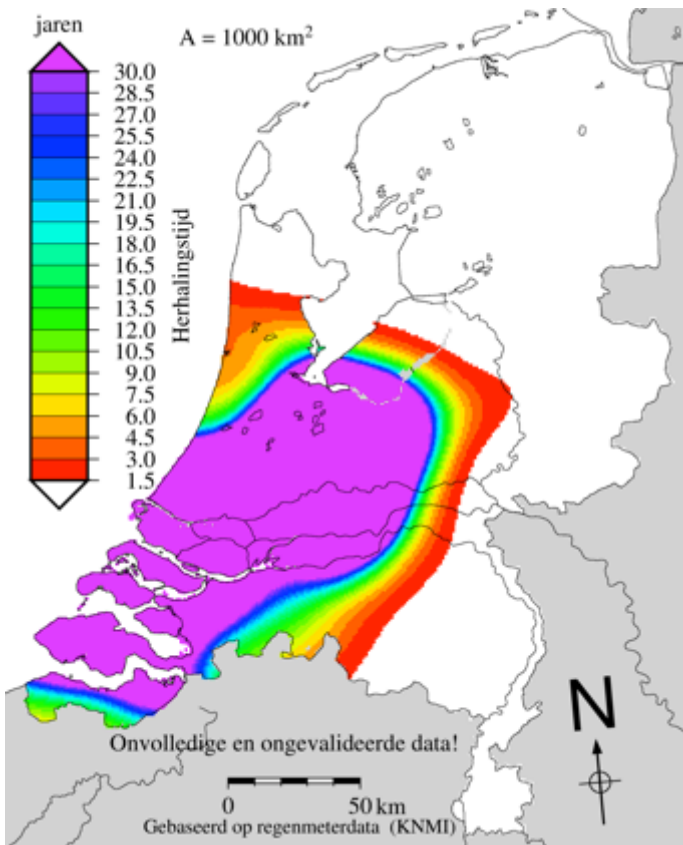 jaren
A = 1000 km²
30.0
28.5
27.0
25.5
24.0
22.5
21.0
19.5
18.0
16.5
15.0
13.5
12.0
10.5
9.0
7.5
6.0
4.5
3.0
1.5
Herhalingstijd
N
Onvolledige en ongevalideerde data!
0 50 km
Gebaseerd op regenmeterdata (KNMI)